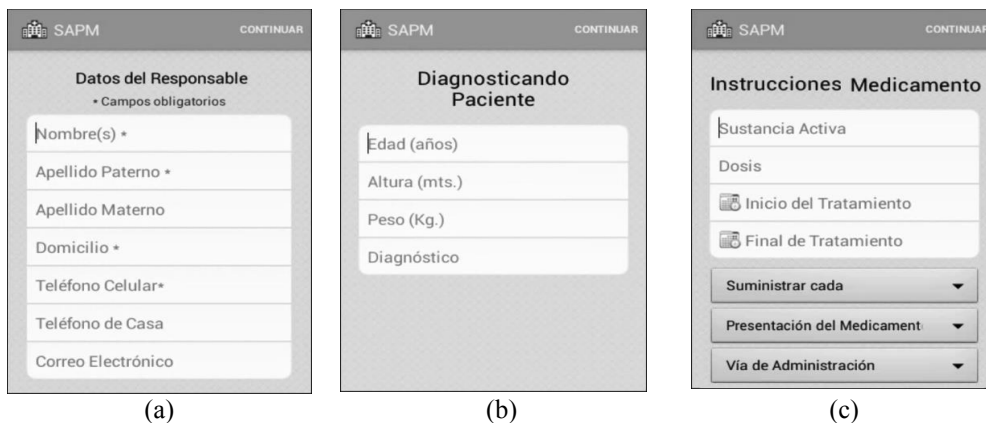 SAPM CONTINUAR
Datos del Responsable
* Campos obligatorios
Nombre(s) *
Apellido Paterno *
Apellido Materno
Domicilio *
Teléfono Celular*
Teléfono de Casa
Correo Electrónico
(a)
SAPM CONTINUAR
Diagnosticando
Paciente
Edad (años)
Altura (mts.)
Peso (Kg.)
Diagnóstico
(b)
SAPM CONTINUAR
Instrucciones Medicamento
Sustancia Activa
Dosis
Inicio del Tratamiento
Final de Tratamiento
Suministrar cada
Presentación del Medicament
Vía de Administración
(c)